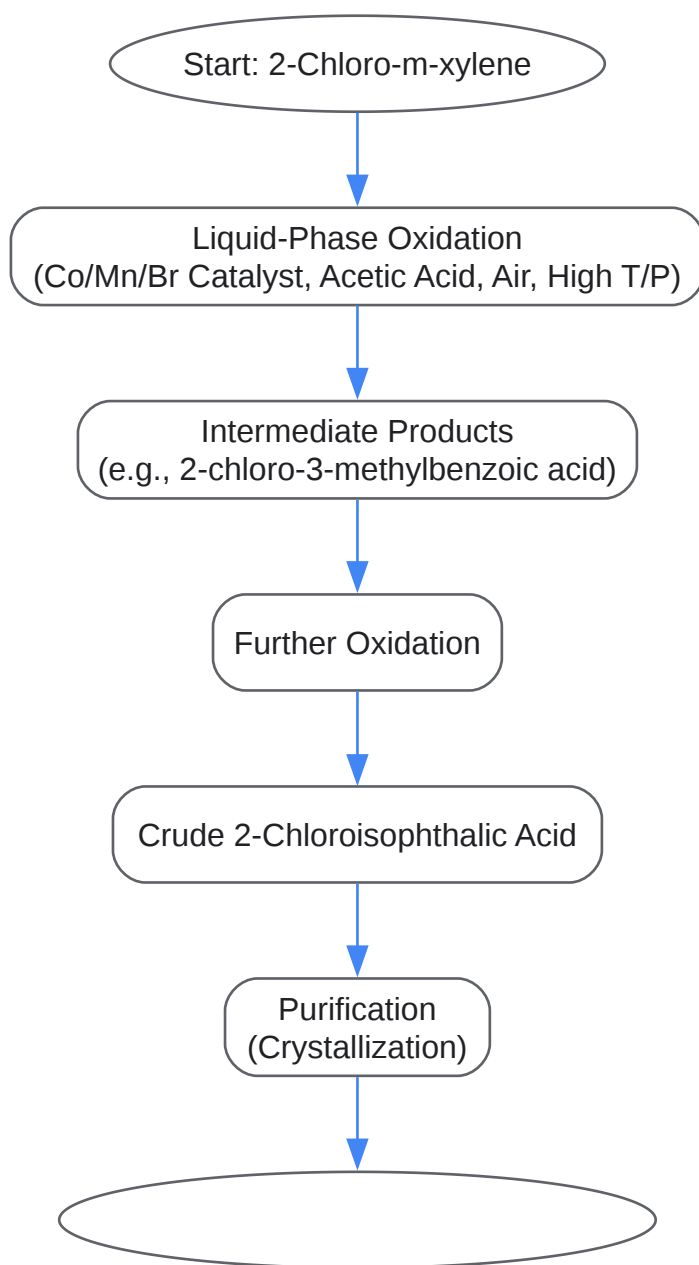 Start: 2-Chloro-m-xylene
Liquid-Phase Oxidation
(Co/Mn/Br Catalyst, Acetic Acid, Air, High T/P)
Intermediate Products
(e.g., 2-chloro-3-methylbenzoic acid)
Further Oxidation
Crude 2-Chloroisophthalic Acid
Purification
(Crystallization)